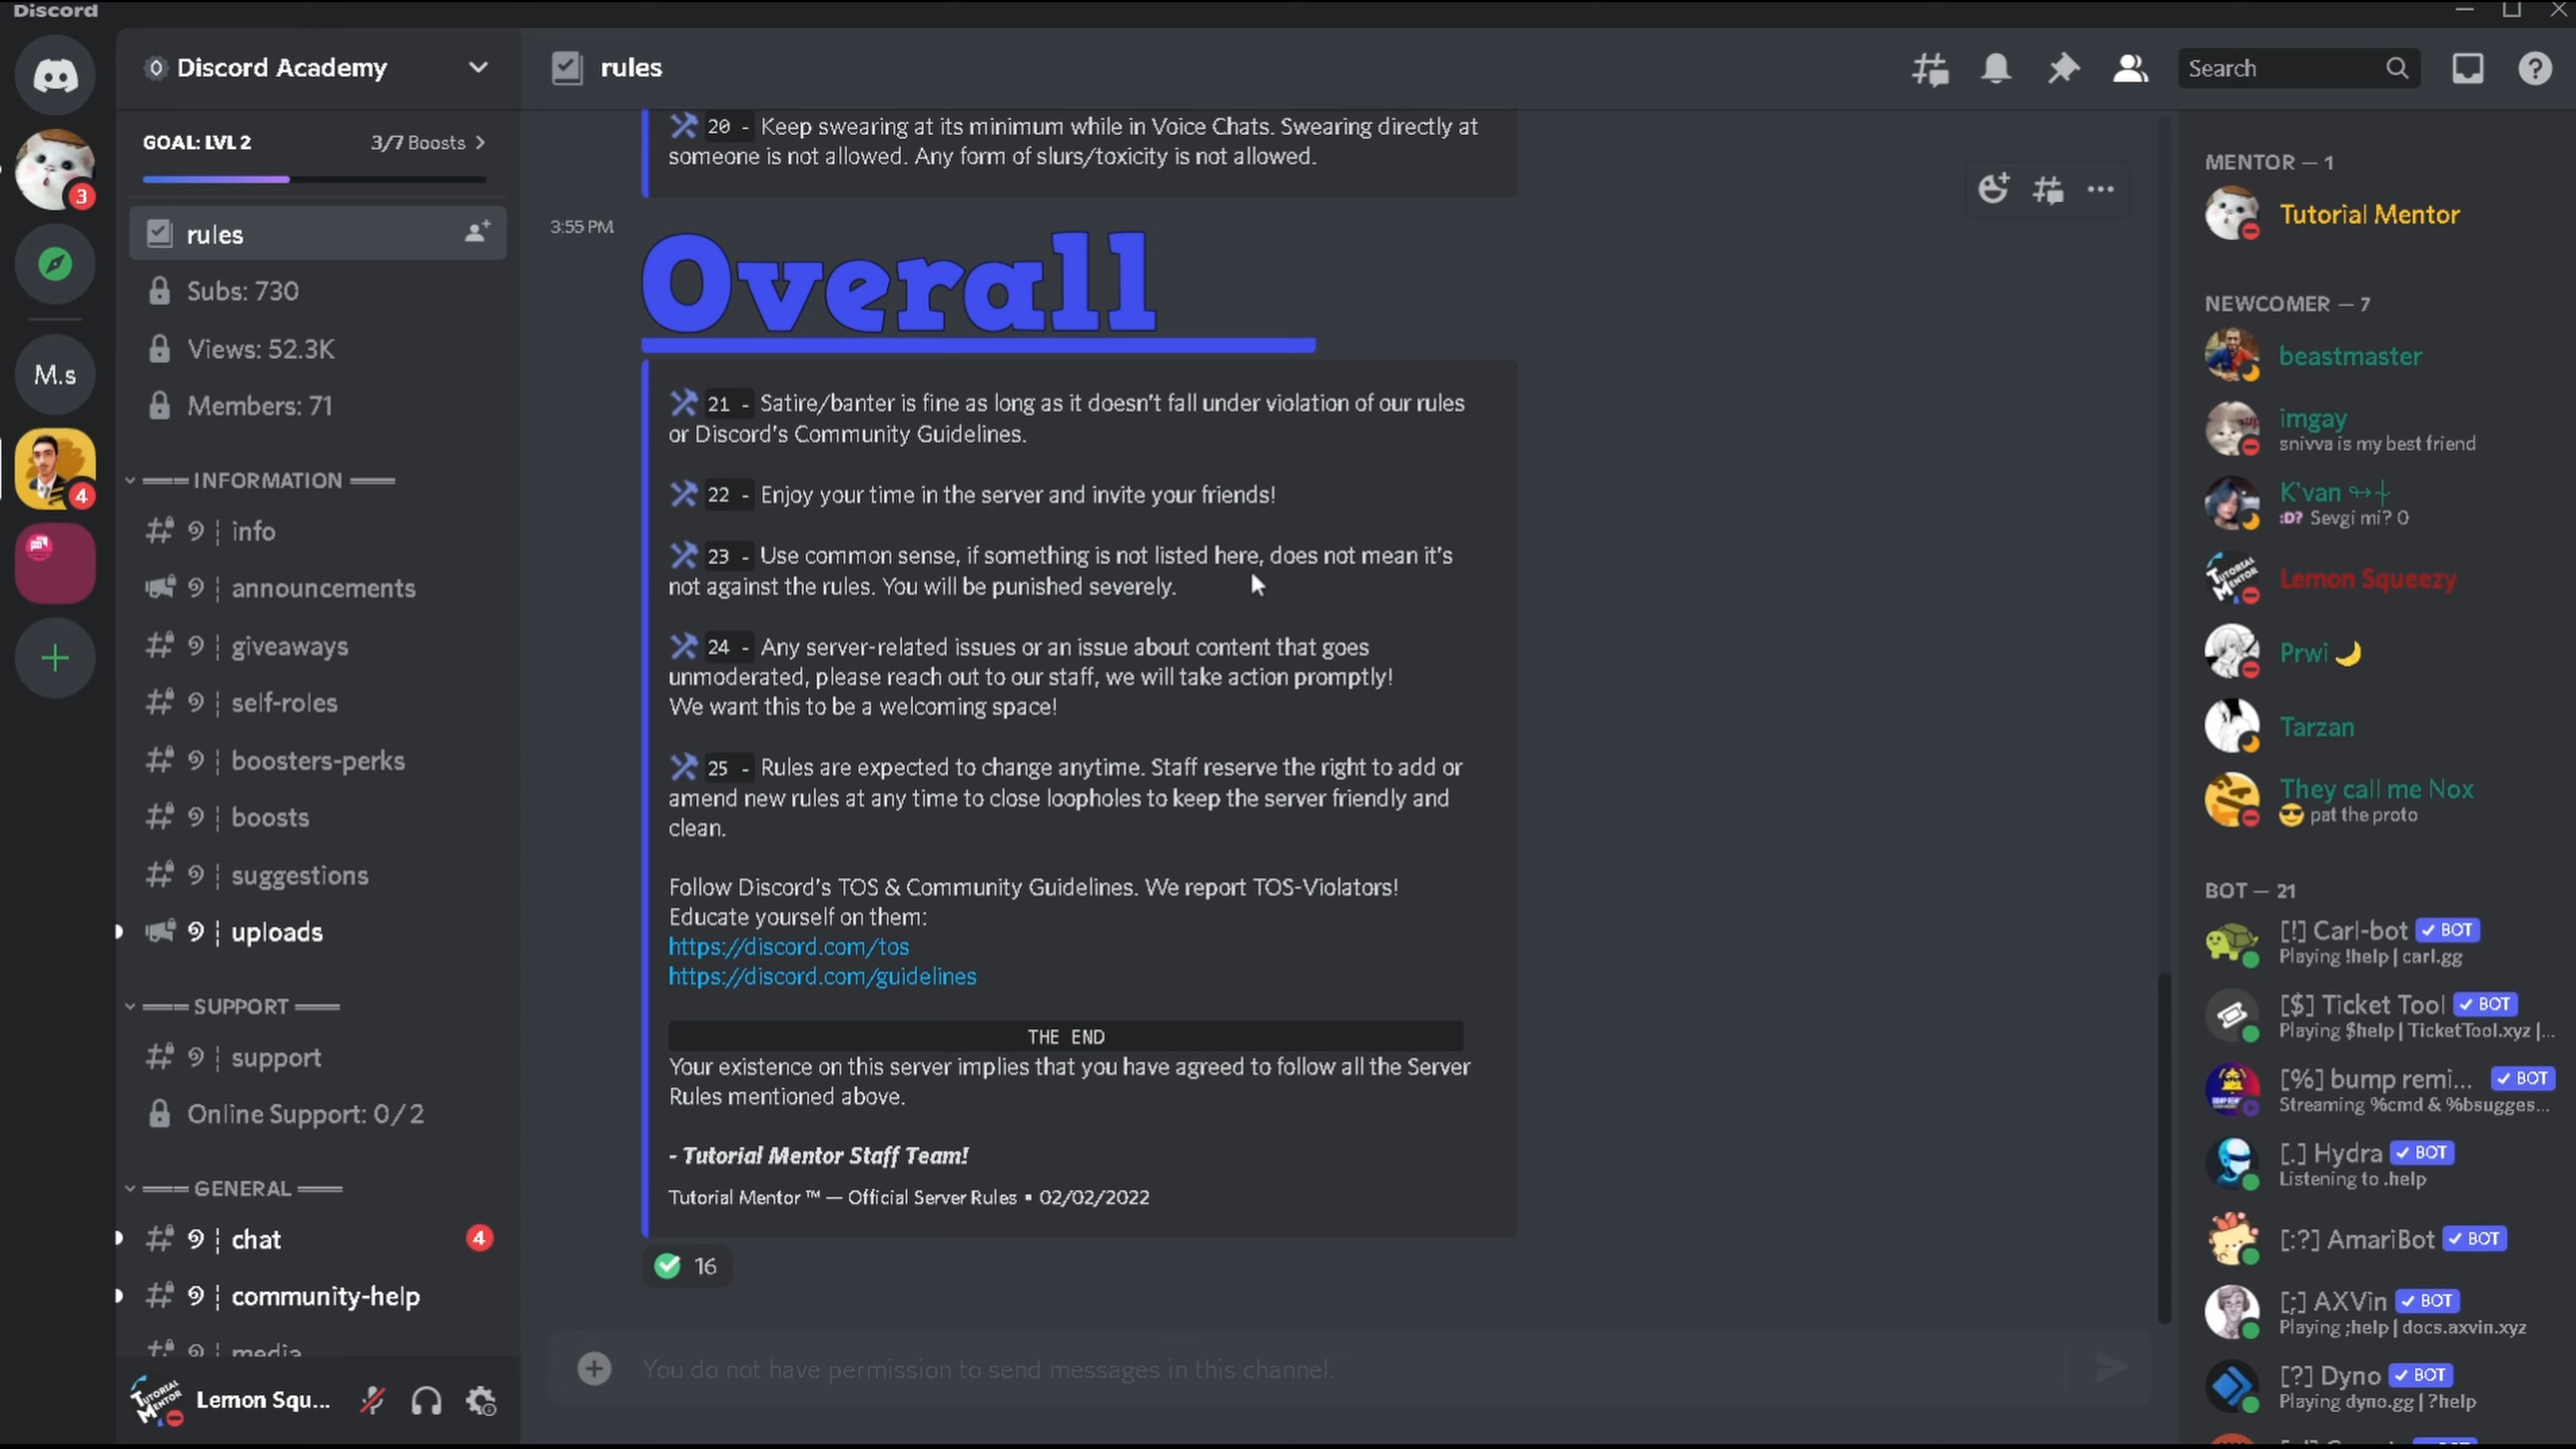 Discord
Discord Academy
GOAL: LVL 2
3/7 Boosts
rules
Subs: 730
Views: 52.3K
Members: 71
INFORMATION
info
announcements
giveaways
self-roles
boosters-perks
boosts
suggestions
uploads
SUPPORT
support
Online Support: 0/2
GENERAL
chat
4
community-help
media
M.s
3
4
TUTORIAL MENTOR
Lemon Squ...
rules
Search
20 - Keep swearing at its minimum while in Voice Chats. Swearing directly at
someone is not allowed. Any form of slurs/toxicity is not allowed.
3:55 PM
Overall
21 - Satire/banter is fine as long as it doesn't fall under violation of our rules
or Discord's Community Guidelines.
22 - Enjoy your time in the server and invite your friends!
23 - Use common sense, if something is not listed here, does not mean it's
not against the rules. You will be punished severely.
24 - Any server-related issues or an issue about content that goes
unmoderated, please reach out to our staff, we will take action promptly!
We want this to be a welcoming space!
25 - Rules are expected to change anytime. Staff reserve the right to add or
amend new rules at any time to close loopholes to keep the server friendly and
clean.
Follow Discord's TOS & Community Guidelines. We report TOS-Violators!
Educate yourself on them:
https://discord.com/tos
https://discord.com/guidelines
THE END
Your existence on this server implies that you have agreed to follow all the Server
Rules mentioned above.
- Tutorial Mentor Staff Team!
Tutorial Mentor ™ — Official Server Rules • 02/02/2022
16
You do not have permission to send messages in this channel.
MENTOR — 1
Tutorial Mentor
NEWCOMER — 7
beastmaster
imgay
snivva is my best friend
K'van
:D? Sevgi mi? 0
TUTORIAL MENTOR
Lemon Squeezy
Prwi 🌙
Tarzan
They call me Nox
😎 pat the proto
BOT — 21
[!] Carl-bot ✓ BOT
Playing !help | carl.gg
[$] Ticket Tool ✓ BOT
Playing $help | TicketTool.xyz |...
[%] bump remi... ✓ BOT
Streaming %cmd & %bsugges...
[.] Hydra ✓ BOT
Listening to .help
[:?] AmariBot ✓ BOT
[;] AXVin ✓ BOT
Playing ;help | docs.axvin.xyz
[?] Dyno ✓ BOT
Playing dyno.gg | ?help